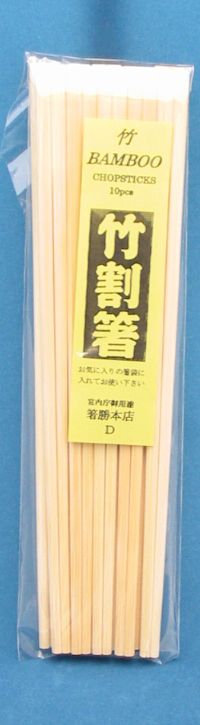 竹
BAMBOO
CHOPSTICKS
10pcs
竹割箸
お気に入りの箸袋に
入れてお使い下さい
宮内庁御用達
箸勝本店
D